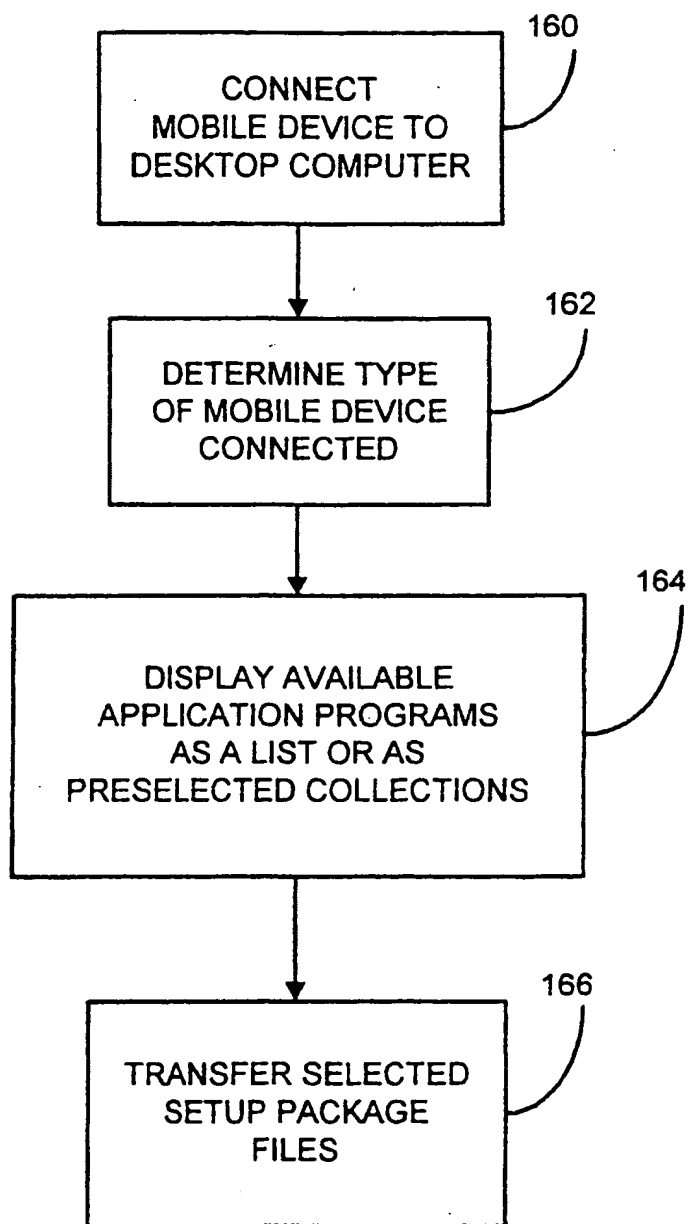 160
CONNECT
MOBILE DEVICE TO
DESKTOP COMPUTER
162
DETERMINE TYPE
OF MOBILE DEVICE
CONNECTED
164
DISPLAY AVAILABLE
APPLICATION PROGRAMS
AS A LIST OR AS
PRESELECTED COLLECTIONS
166
TRANSFER SELECTED
SETUP PACKAGE
FILES